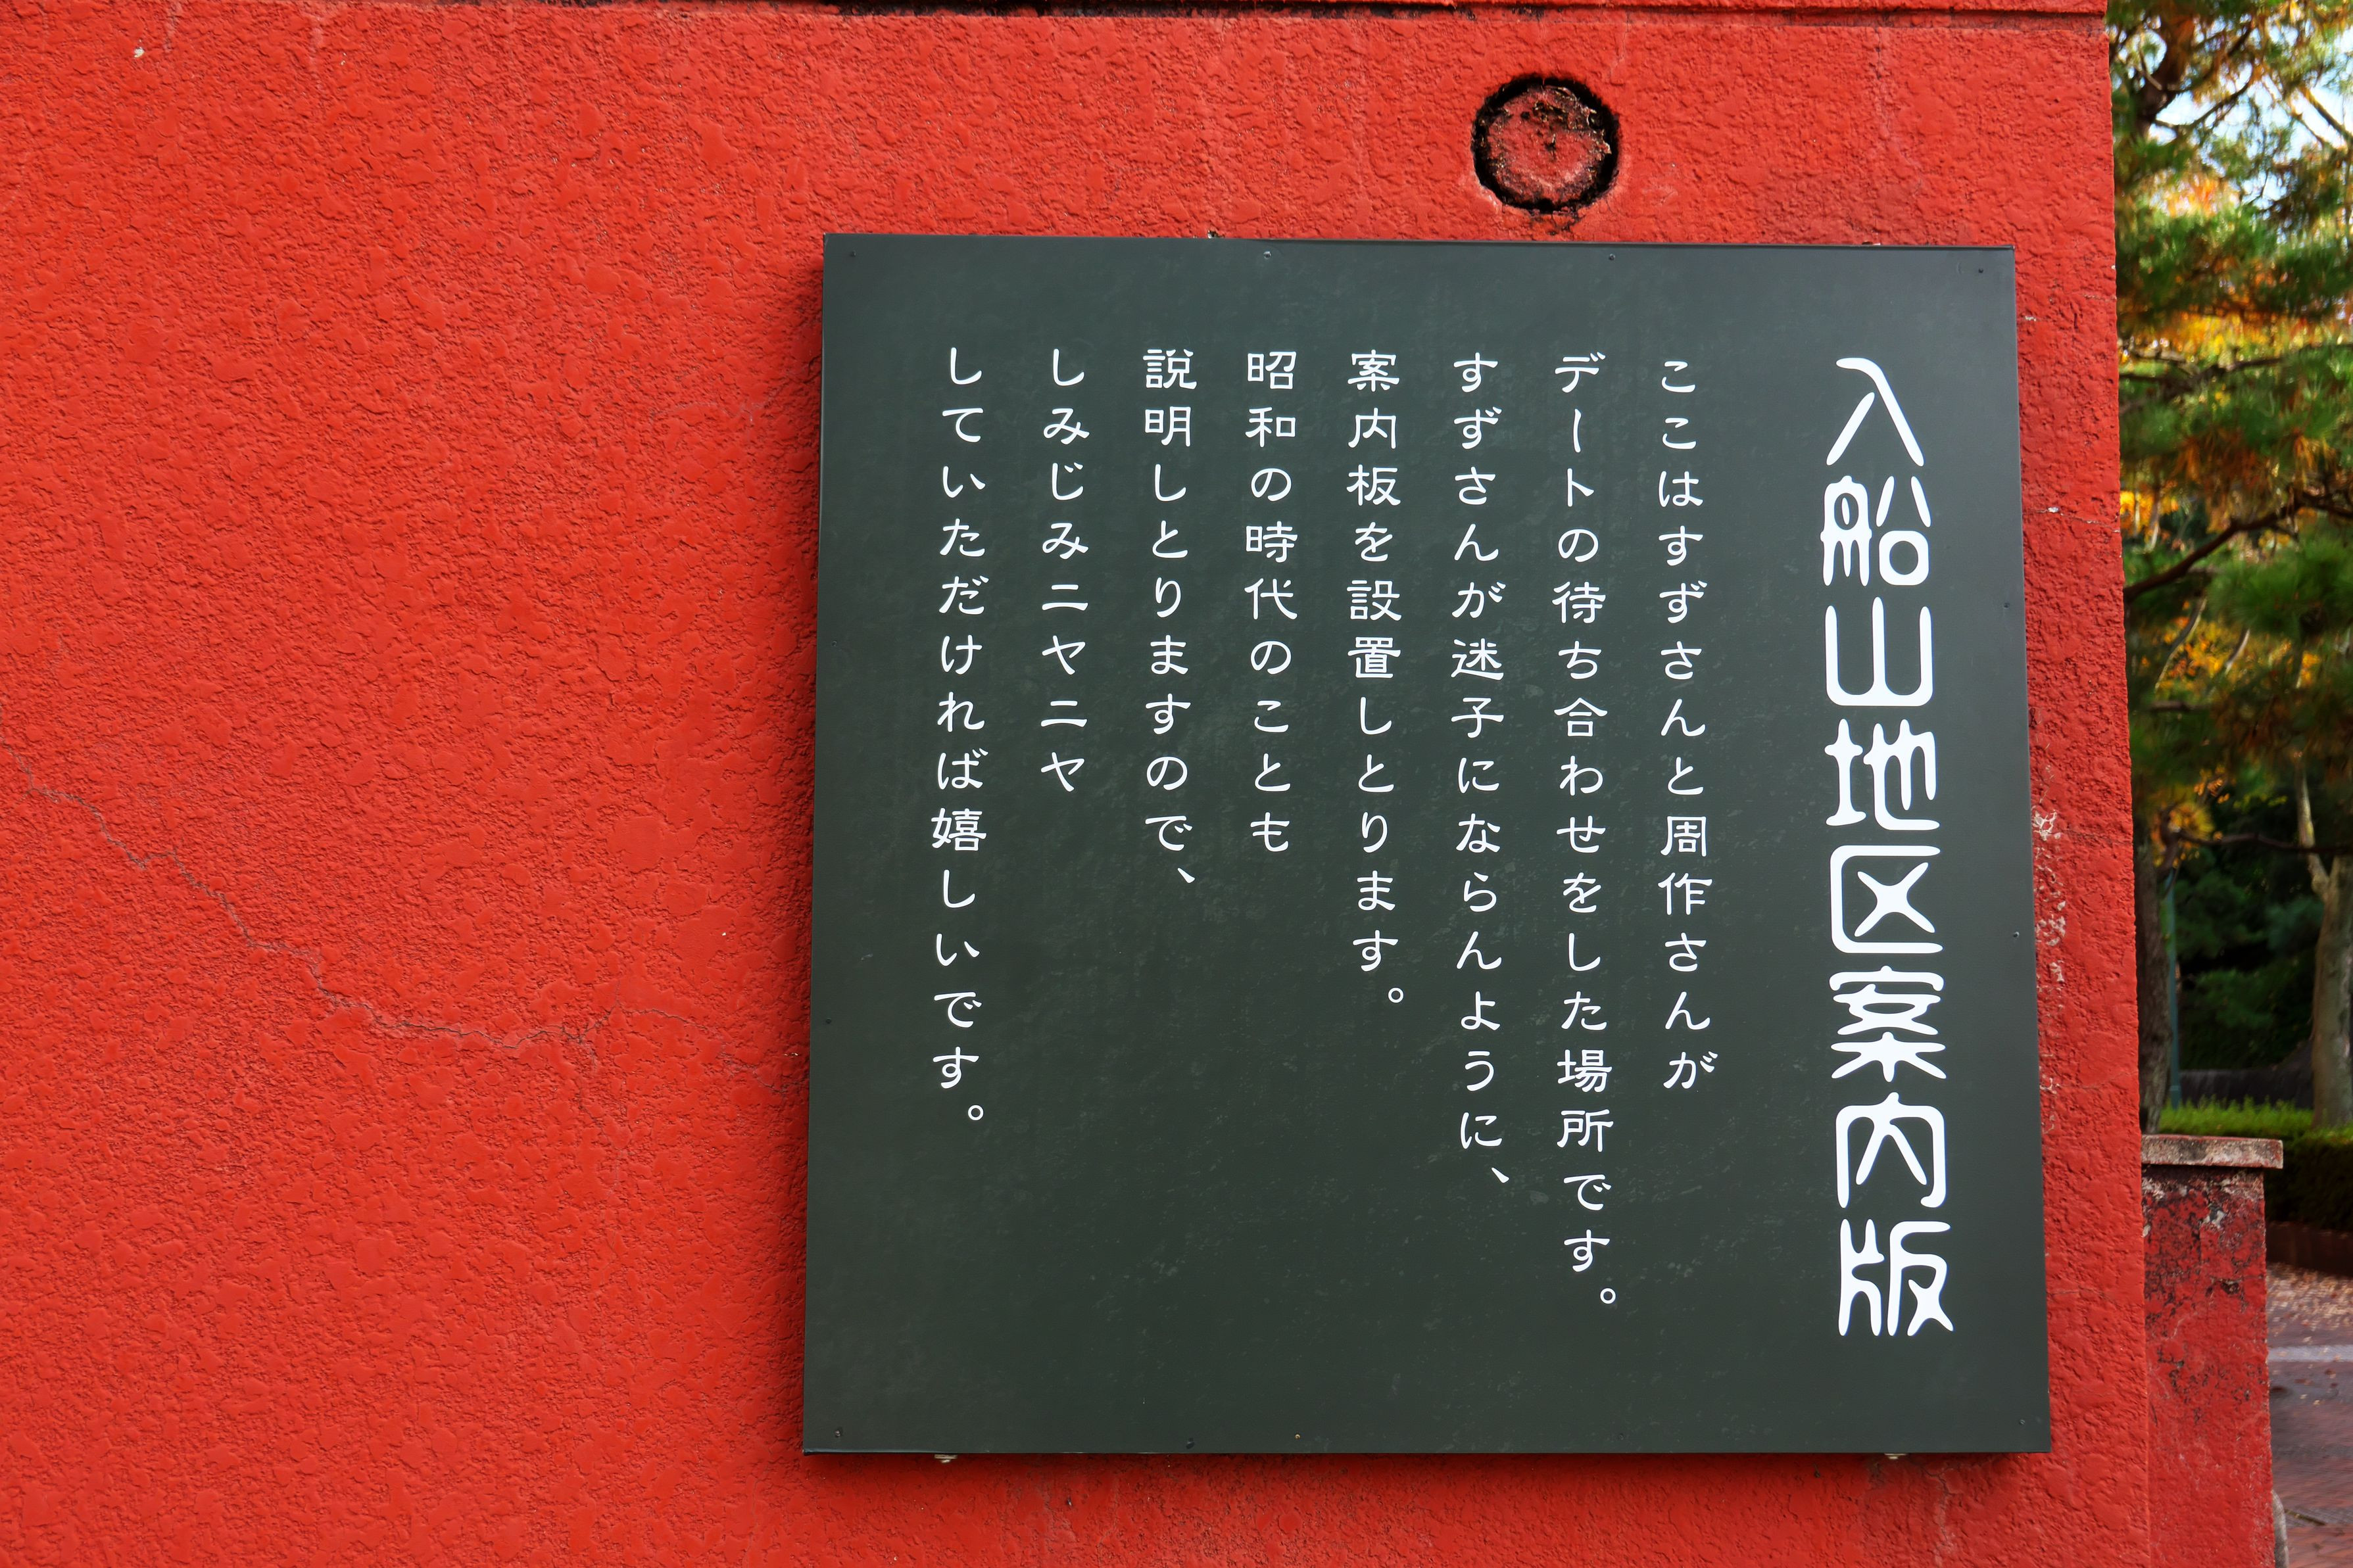 入船山地区案内版
ここはすずさんと周作さんが
デートの待ち合わせをした場所です。
すずさんが迷子にならんように、
案内板を設置しとります。
昭和の時代のことも
説明しとりますので、
しみじみニヤニヤ
していただければ嬉しいです。